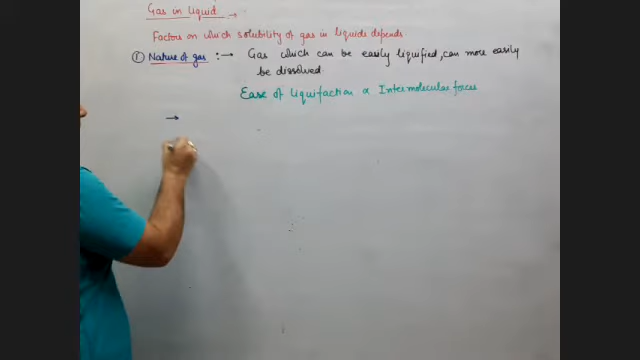 Gas in liquid →
Factors on which solubility of gas in liquids depends
① Nature of gas :→ Gas which can be easily liquified, can more easily
be dissolved
Ease of liquifaction ∝ Intermolecular forces
→